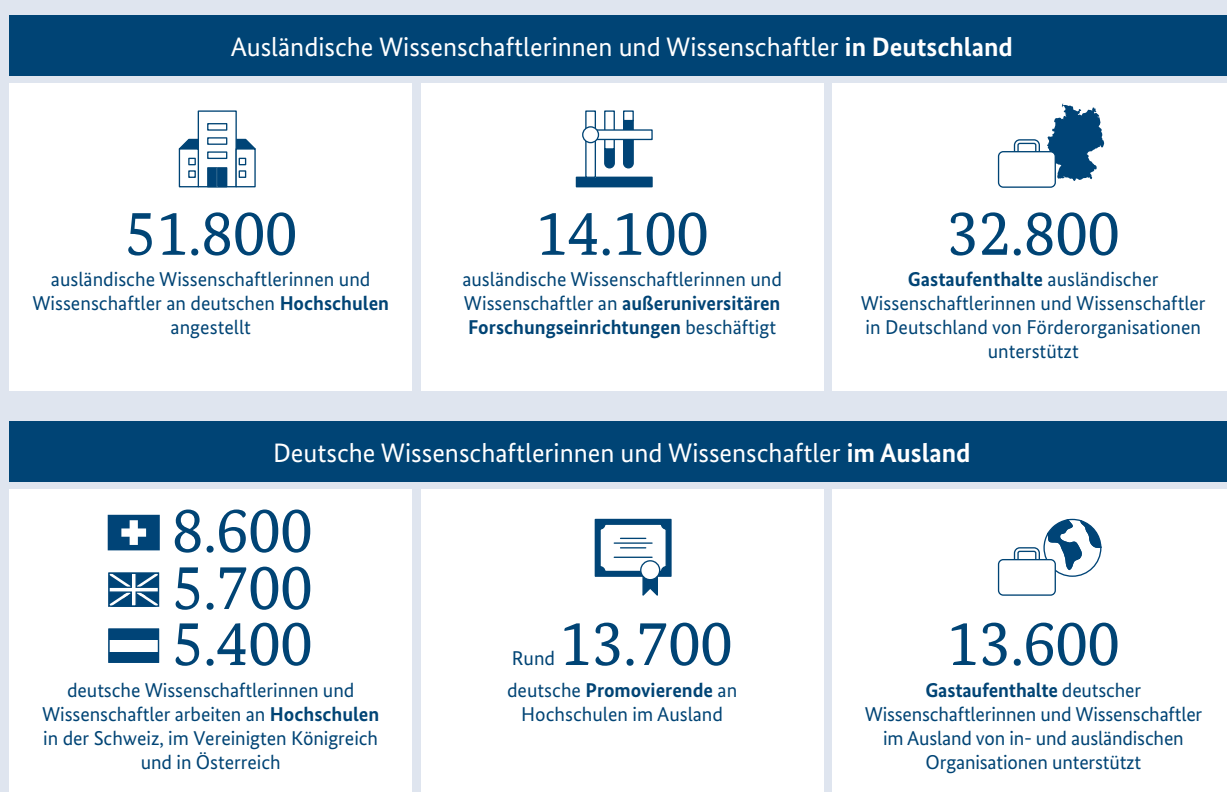 Ausländische Wissenschaftlerinnen und Wissenschaftler in Deutschland
51.800
ausländische Wissenschaftlerinnen und
Wissenschaftler an deutschen Hochschulen
angestellt
14.100
ausländische Wissenschaftlerinnen und
Wissenschaftler an außeruniversitären
Forschungseinrichtungen beschäftigt
32.800
Gastaufenthalte ausländischer
Wissenschaftlerinnen und Wissenschaftler
in Deutschland von Förderorganisationen
unterstützt
Deutsche Wissenschaftlerinnen und Wissenschaftler im Ausland
8.600
5.700
5.400
deutsche Wissenschaftlerinnen und
Wissenschaftler arbeiten an Hochschulen
in der Schweiz, im Vereinigten Königreich
und in Österreich
Rund 13.700
deutsche Promovierende an
Hochschulen im Ausland
13.600
Gastaufenthalte deutscher
Wissenschaftlerinnen und Wissenschaftler
im Ausland von in- und ausländischen
Organisationen unterstützt